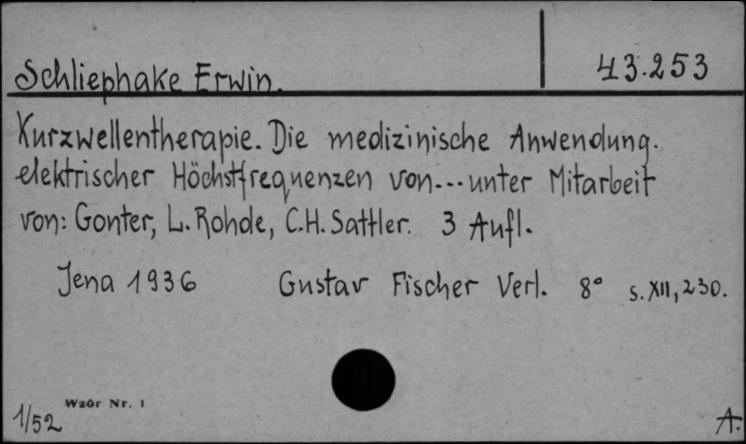 Schliephake Erwin.
43.253
Kurzwellentherapie. Die medizinische Anwendung.
elektrischer Höchstfrequenzen von... unter Mitarbeit
von: Gonter, L. Rohde, C.H. Sattler. 3 Aufl.
Jena 1936 Gustav Fischer Verl. 8° s. XII, 230.
Wzór Nr. 1
1/52
A.